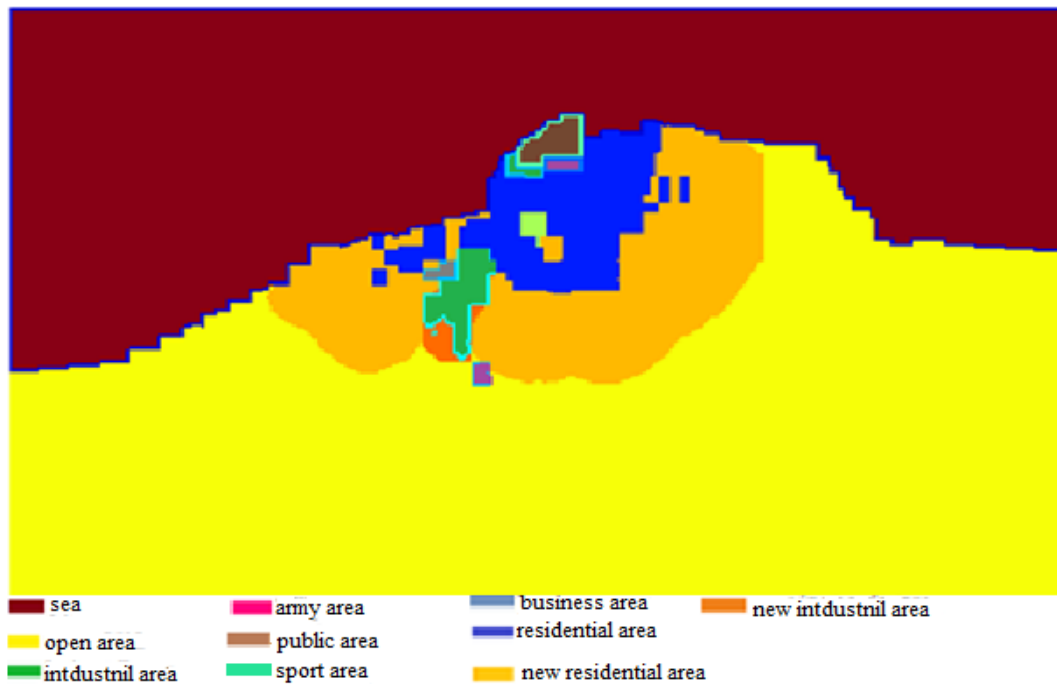 sea
army area
business area
new intdustnil area
open area
public area
residential area
intdustnil area
sport area
new residential area